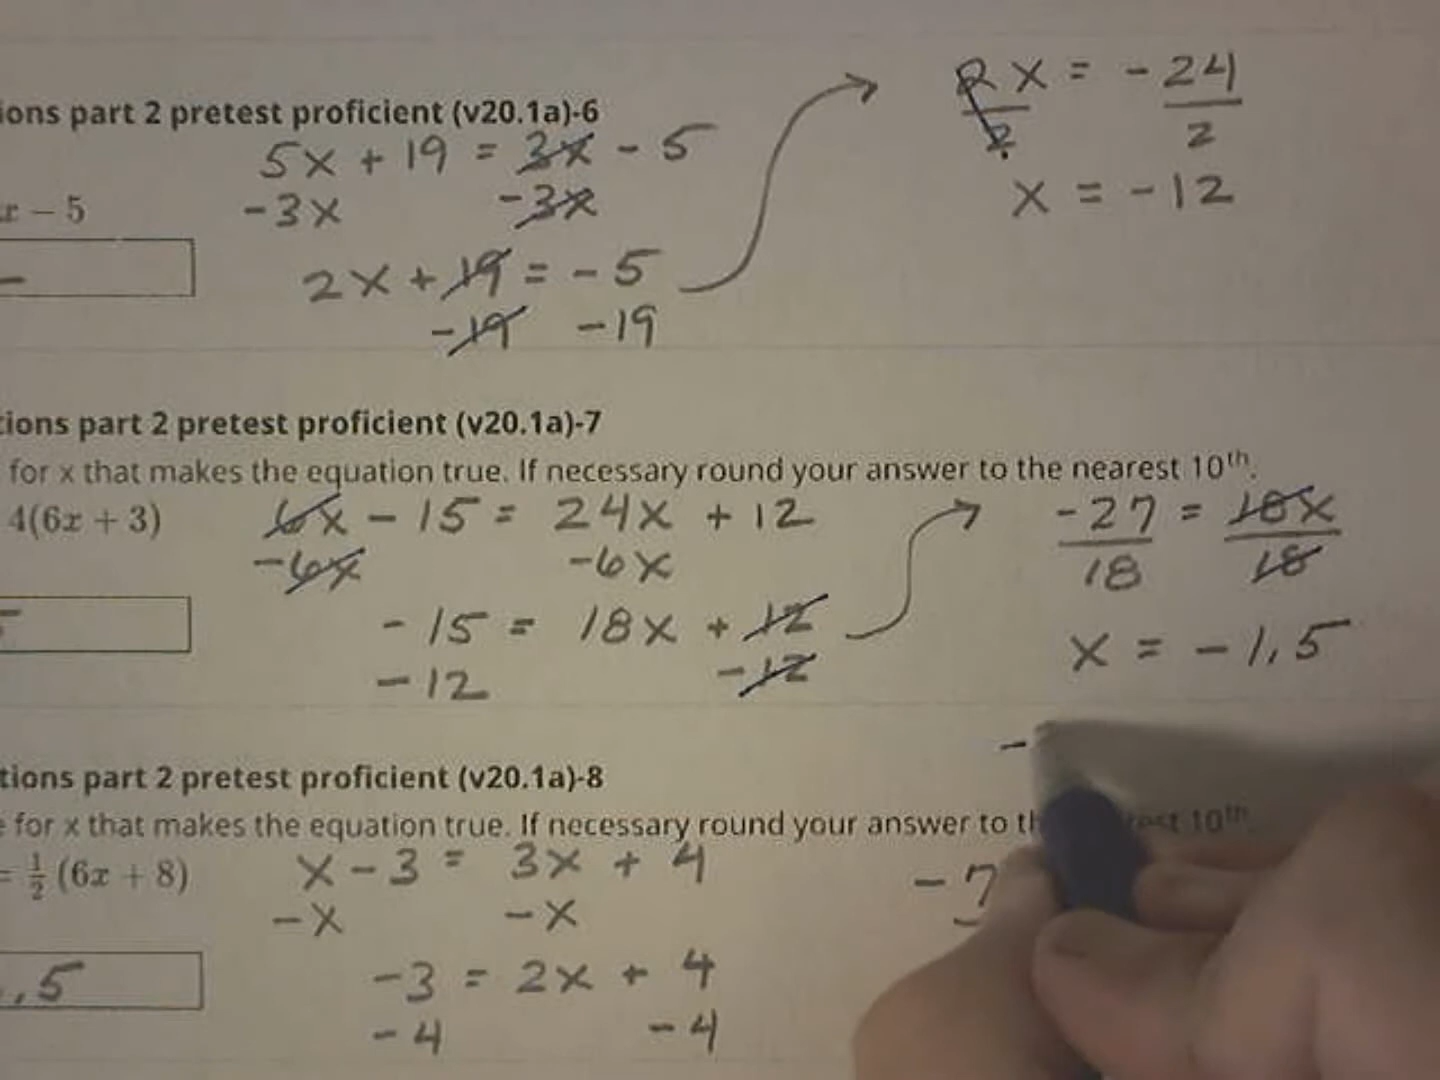 ions part 2 pretest proficient (v20.1a)-6
5x + 19 = 3x - 5
-3x -3x
x - 5
2x + 19 = -5
-19 -19
2x = -24
2 2
x = -12
tions part 2 pretest proficient (v20.1a)-7
for x that makes the equation true. If necessary round your answer to the nearest 10th.
4(6x + 3)
6x - 15 = 24x + 12
-6x -6x
-15 = 18x + 12
-12 -12
-27 = 18x
18 18
x = -1.5
tions part 2 pretest proficient (v20.1a)-8
e for x that makes the equation true. If necessary round your answer to 10th
= 1/2 (6x + 8)
x - 3 = 3x + 4
-x -x
-3 = 2x + 4
-4 -4
.5
-7